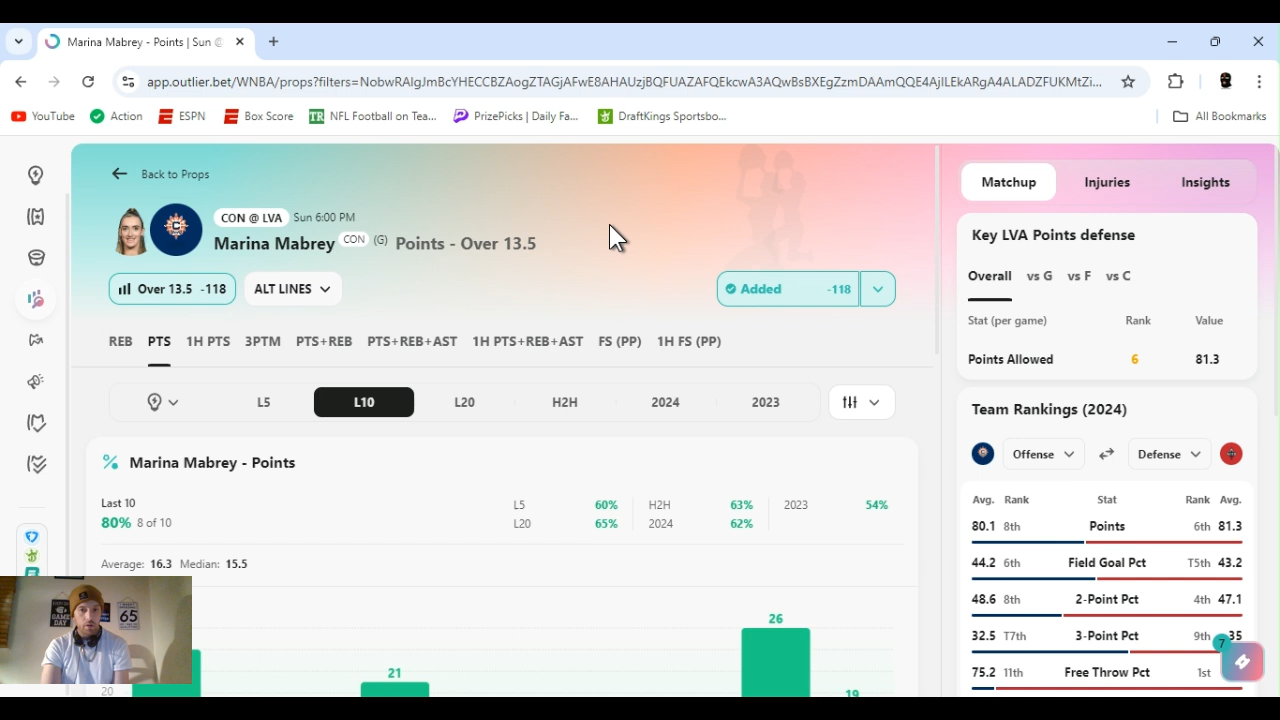 Marina Mabrey - Points | Sun @
app.outlier.bet/WNBA/props?filters=NobwRAlgJmBcYHECCBZAogZTAGjAFwE8AHAUzjBQFUAZAFQEkcwA3AQwBsBXEgZzmDAAmQQE4AjlLEkARgA4ALADZFUKMtZi...
YouTube Action ESPN Box Score NFL Football on Tea... PrizePicks | Daily Fa... DraftKings Sportsbo... All Bookmarks
Back to Props
CON @ LVA Sun 6:00 PM
Marina Mabrey CON (G) Points - Over 13.5
Over 13.5 -118 ALT LINES Added -118
REB PTS 1H PTS 3PTM PTS+REB PTS+REB+AST 1H PTS+REB+AST FS (PP) 1H FS (PP)
L5 L10 L20 H2H 2024 2023
Marina Mabrey - Points
Last 10
80% 8 of 10
L5 60% H2H 63% 2023 54%
L20 65% 2024 62%
Average: 16.3 Median: 15.5
26
21
20
19
GAME DAY
65
Matchup Injuries Insights
Key LVA Points defense
Overall vs G vs F vs C
Stat (per game) Rank Value
Points Allowed 6 81.3
Team Rankings (2024)
Offense Defense
Avg. Rank Stat Rank Avg.
80.1 8th Points 6th 81.3
44.2 6th Field Goal Pct T5th 43.2
48.6 8th 2-Point Pct 4th 47.1
32.5 T7th 3-Point Pct 9th 35
75.2 11th Free Throw Pct 1st
7